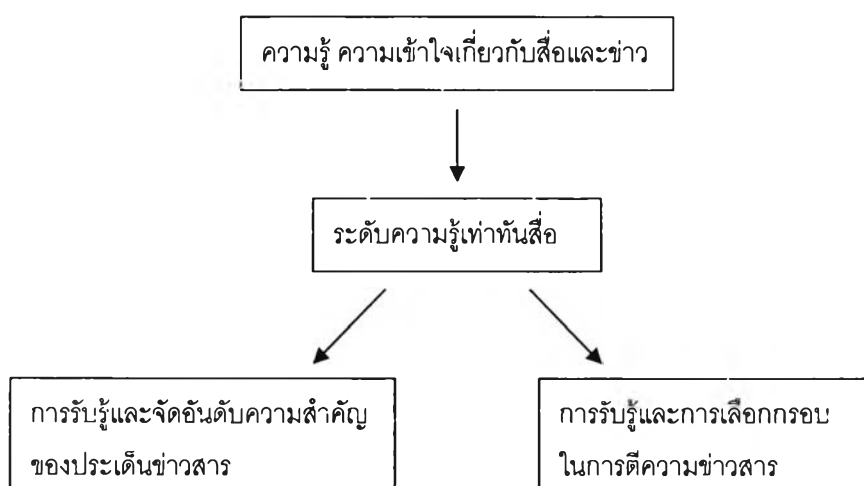 ความรู้ ความเข้าใจเกี่ยวกับสื่อและข่าว
ระดับความรู้เท่าทันสื่อ
การรับรู้และจัดอันดับความสำคัญ
ของประเด็นข่าวสาร
การรับรู้และการเลือกกรอบ
ในการตีความข่าวสาร